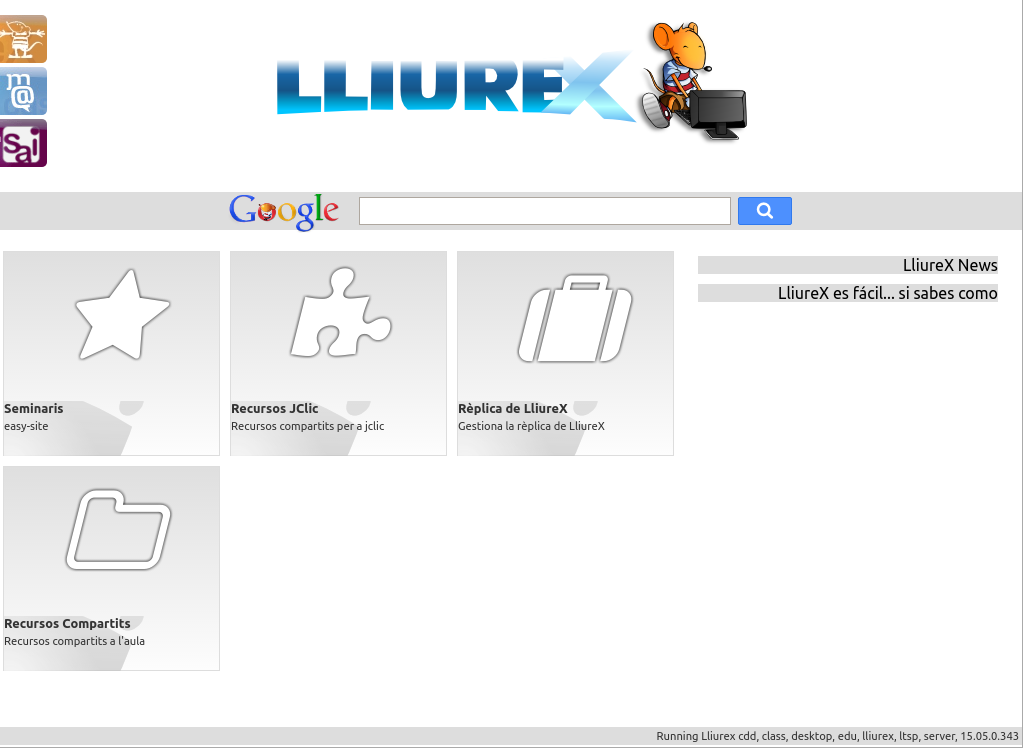 LLIUREX
m@
saj
Google
LliureX News
LliureX es fácil... si sabes como
Seminaris
easy-site
Recursos JClic
Recursos compartits per a jclic
Rèplica de LliureX
Gestiona la rèplica de LliureX
Recursos Compartits
Recursos compartits a l'aula
Running Lliurex cdd, class, desktop, edu, lliurex, ltsp, server, 15.05.0.343